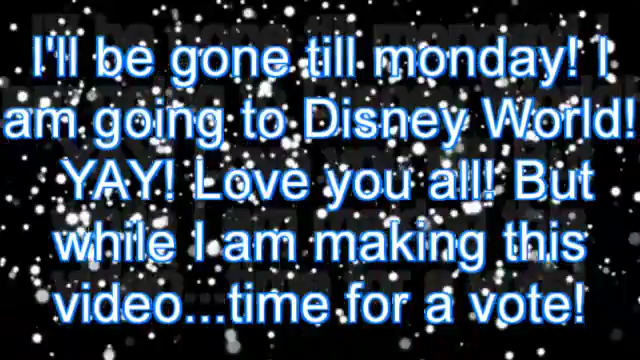 I'll be gone till monday! I
am going to Disney World!
YAY! Love you all! But
while I am making this
video...time for a vote!